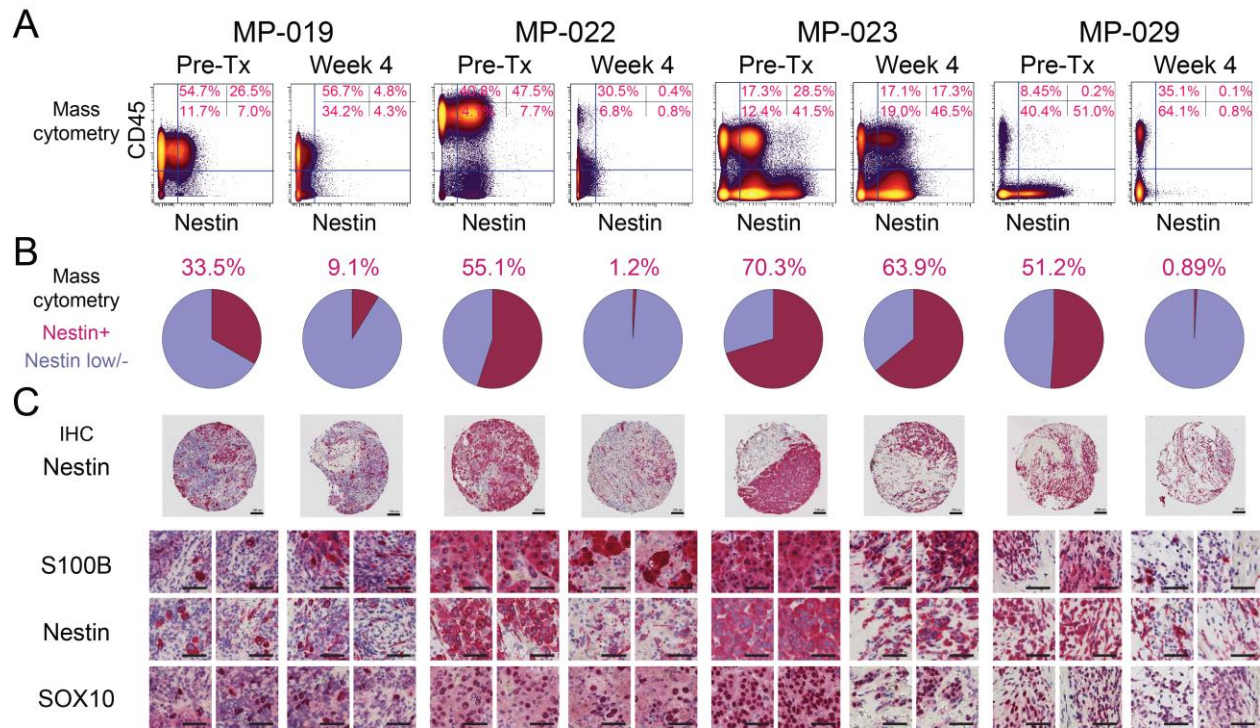 A
MP-019 MP-022 MP-023 MP-029
Pre-Tx Week 4 Pre-Tx Week 4 Pre-Tx Week 4 Pre-Tx Week 4
Mass
cytometry
CD45
54.7% 26.5% 56.7% 4.8% 47.5% 30.5% 0.4% 17.3% 28.5% 17.1% 17.3% 8.45% 0.2% 35.1% 0.1%
11.7% 7.0% 34.2% 4.3% 7.7% 6.8% 0.8% 12.4% 41.5% 19.0% 46.5% 40.4% 51.0% 64.1% 0.8%
Nestin Nestin Nestin Nestin Nestin Nestin Nestin Nestin
B
Mass
cytometry
33.5% 9.1% 55.1% 1.2% 70.3% 63.9% 51.2% 0.89%
Nestin+
Nestin low/-
C
IHC
Nestin
S100B
Nestin
SOX10